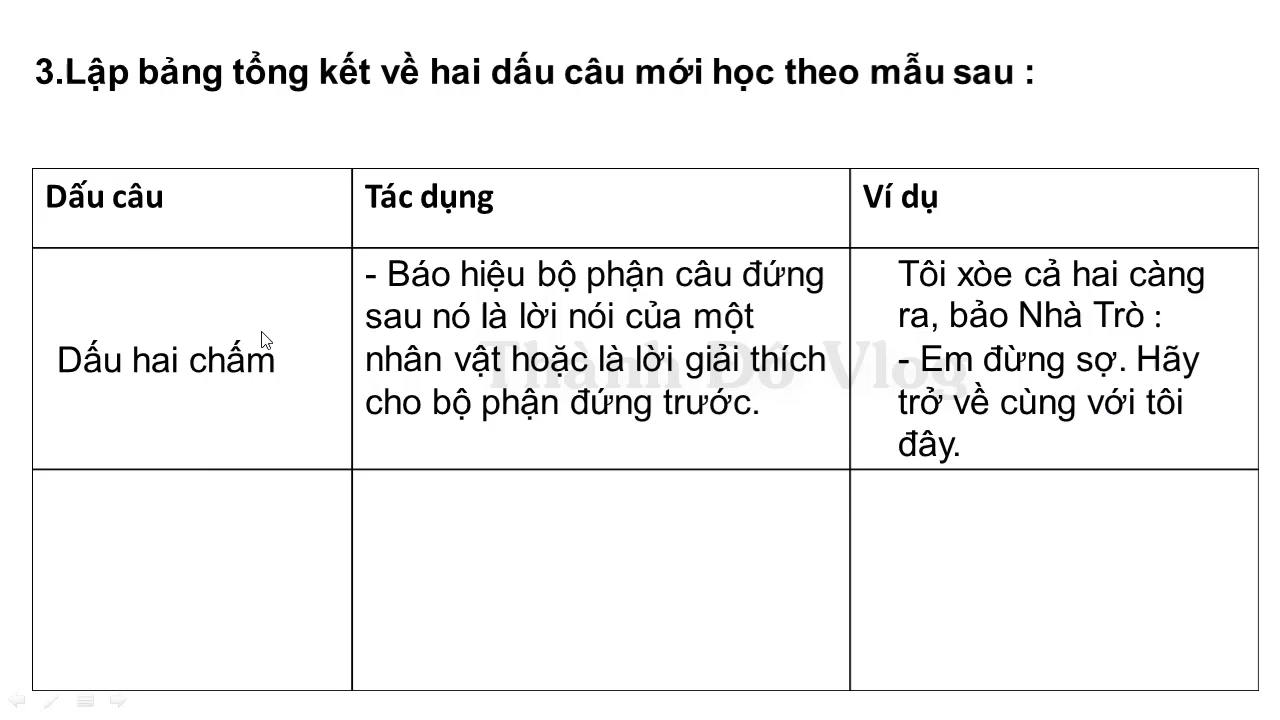 3.Lập bảng tổng kết về hai dấu câu mới học theo mẫu sau :
Dấu câu
Tác dụng
Ví dụ
Dấu hai chấm
- Báo hiệu bộ phận câu đứng
sau nó là lời nói của một
nhân vật hoặc là lời giải thích
cho bộ phận đứng trước.
Tôi xòe cả hai càng
ra, bảo Nhà Trò :
- Em đừng sợ. Hãy
trở về cùng với tôi
đây.
Thành Đô Vlog